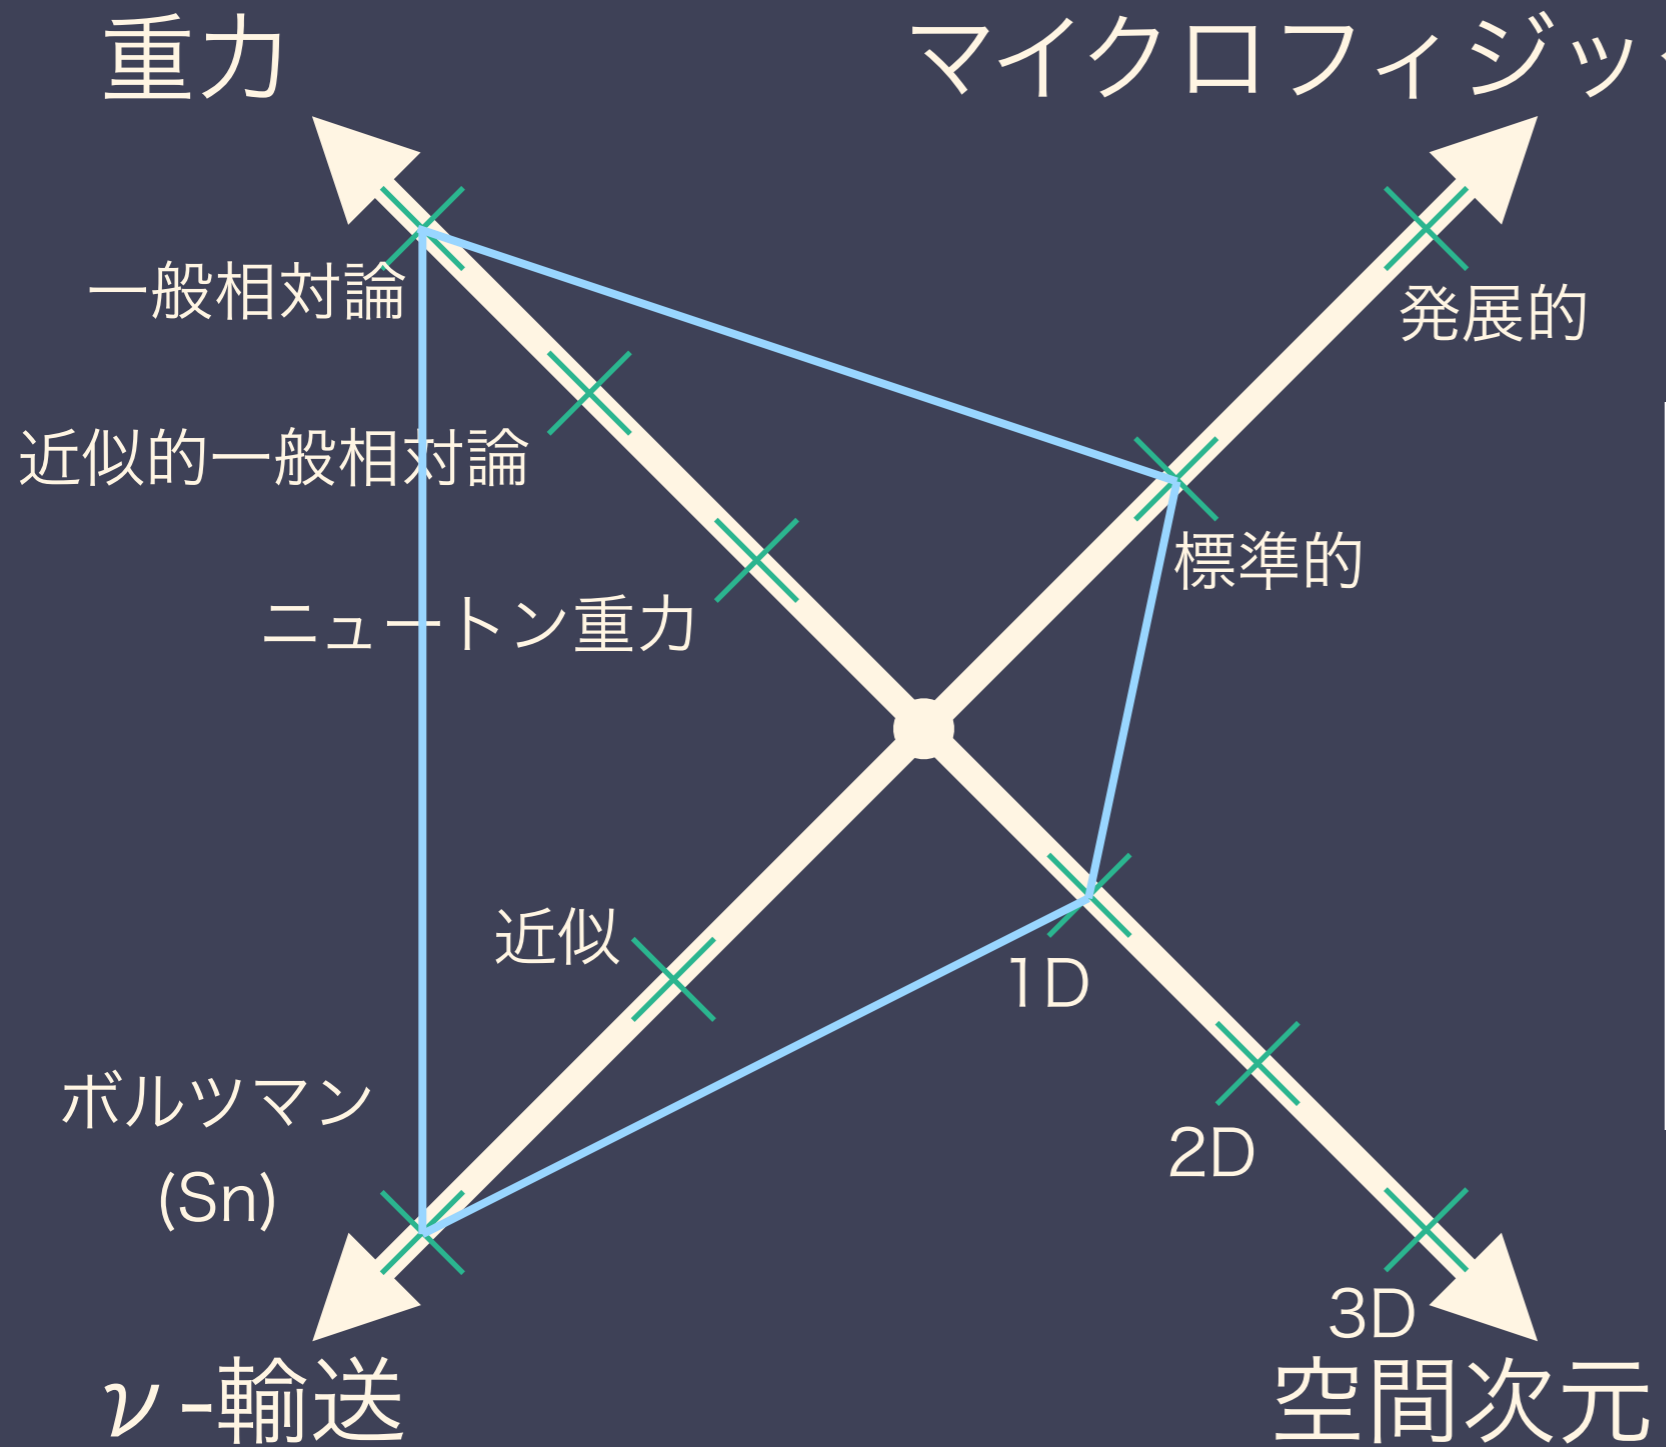 重力
マイクロフィジッ
一般相対論
発展的
近似的一般相対論
標準的
ニュートン重力
近似
1D
ボルツマン
(Sn)
2D
3D
ν-輸送
空間次元